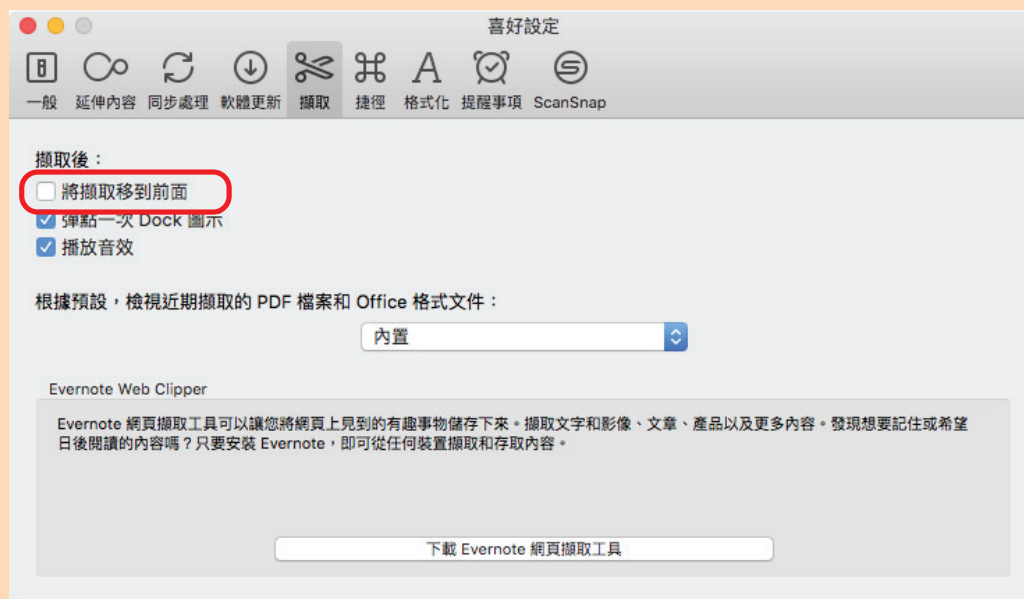 喜好設定
一般 延伸內容 同步處理 軟體更新 擷取 捷徑 格式化 提醒事項 ScanSnap
擷取後：
將擷取移到前面
彈點一次 Dock 圖示
播放音效
根據預設，檢視近期擷取的 PDF 檔案和 Office 格式文件：
內置
Evernote Web Clipper
Evernote 網頁擷取工具可以讓您將網頁上見到的有趣事物儲存下來。擷取文字和影像、文章、產品以及更多內容。發現想要記住或希望
日後閱讀的內容嗎？只要安裝 Evernote，即可從任何裝置擷取和存取內容。
下載 Evernote 網頁擷取工具